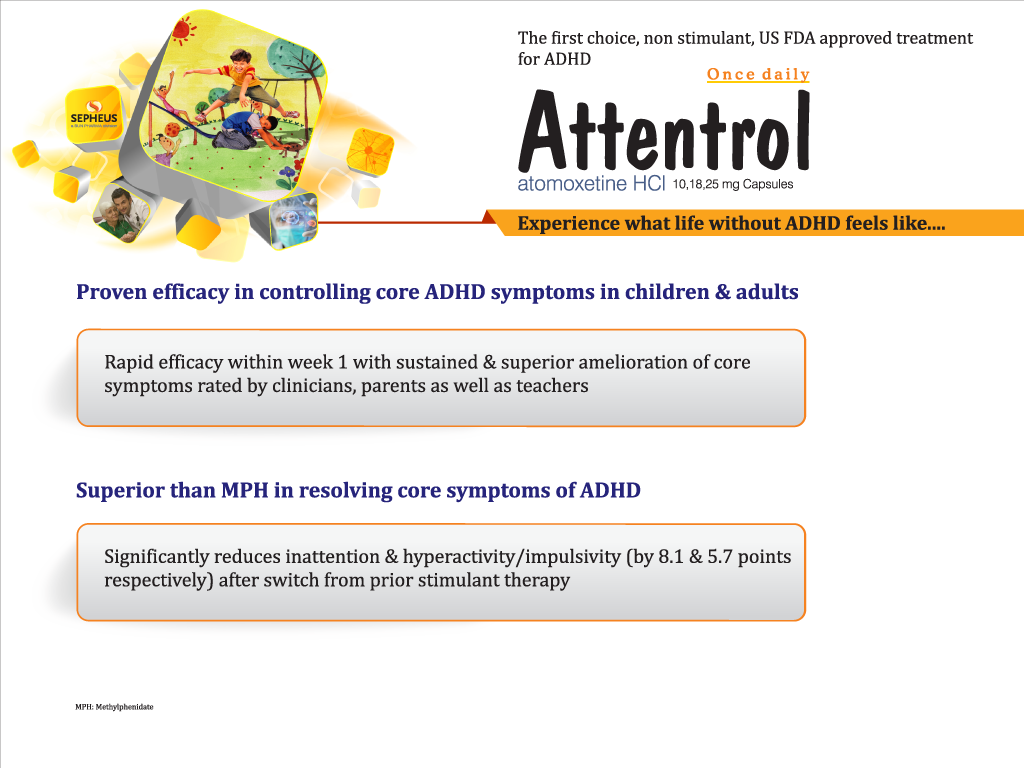 SEPHEUS
a SUN PHARMA division
The first choice, non stimulant, US FDA approved treatment
for ADHD
Once daily
Attentrol
atomoxetine HCl 10,18,25 mg Capsules
Experience what life without ADHD feels like....
Proven efficacy in controlling core ADHD symptoms in children & adults
Rapid efficacy within week 1 with sustained & superior amelioration of core
symptoms rated by clinicians, parents as well as teachers
Superior than MPH in resolving core symptoms of ADHD
Significantly reduces inattention & hyperactivity/impulsivity (by 8.1 & 5.7 points
respectively) after switch from prior stimulant therapy
MPH: Methylphenidate